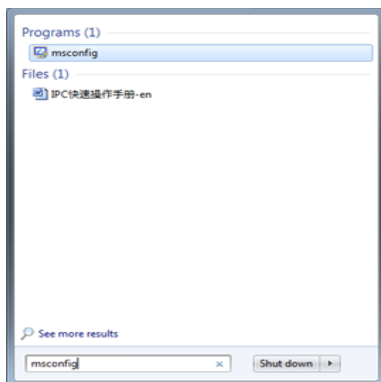 Programs (1)
msconfig
Files (1)
IPC快速操作手册-en
See more results
msconfig
Shut down